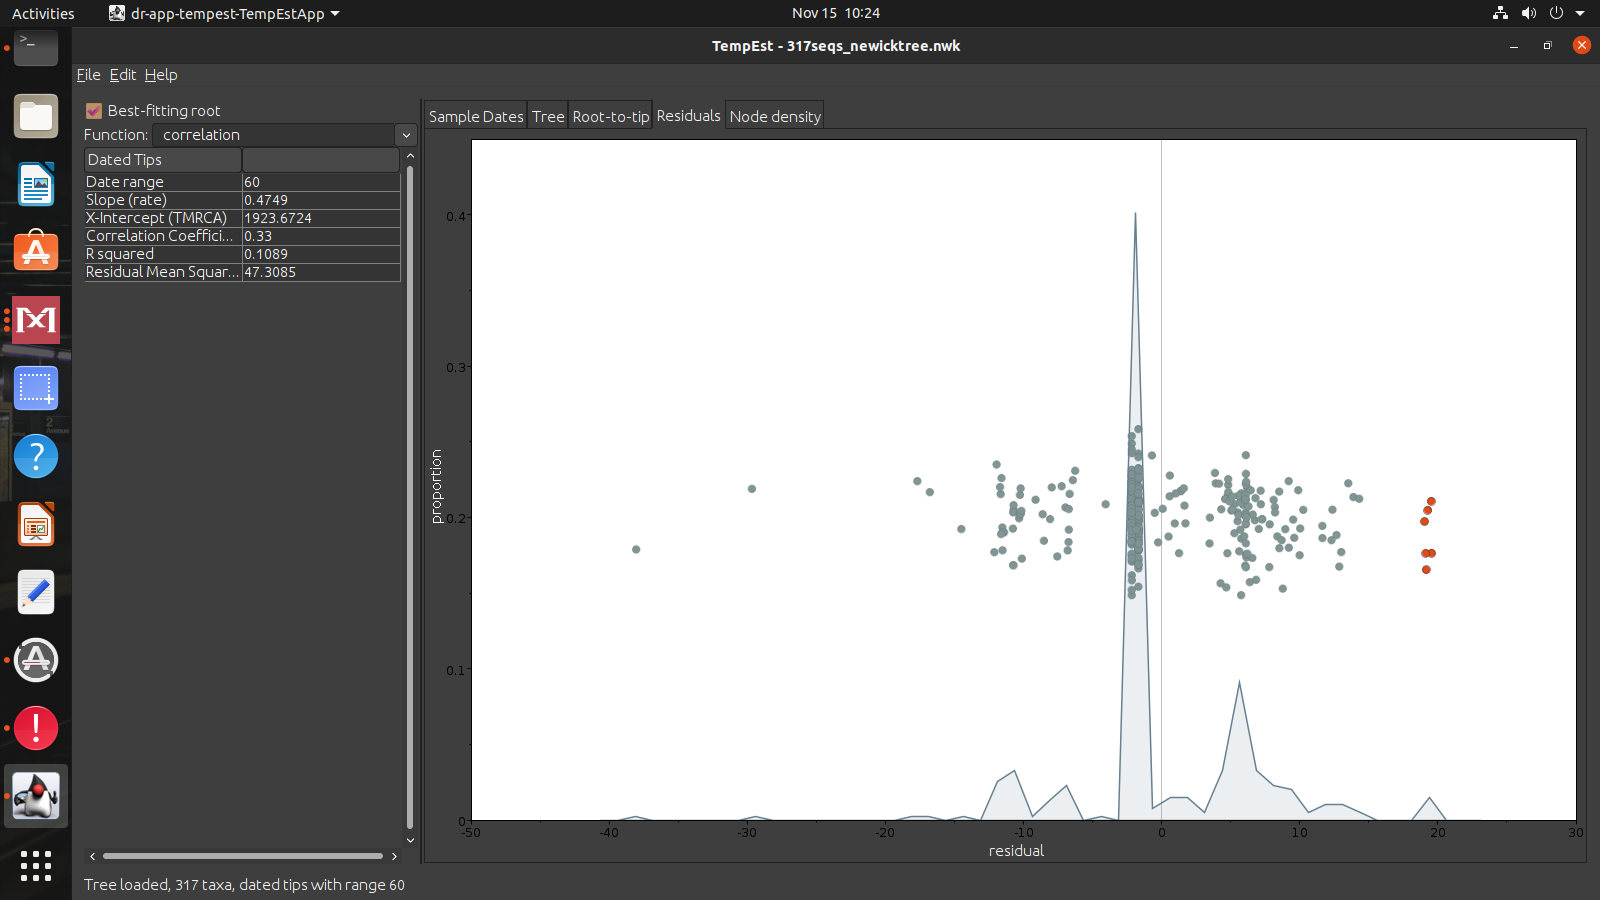 Activities dr-app-tempest-TempEstApp Nov 15 10:24
TempEst - 317seqs_newicktree.nwk
File Edit Help
Best-fitting root
Function: correlation
Dated Tips
Date range 60
Slope (rate) 0.4749
X-Intercept (TMRCA) 1923.6724
Correlation Coeffici... 0.33
R squared 0.1089
Residual Mean Squar... 47.3085
Sample Dates Tree Root-to-tip Residuals Node density
0.4
0.3
0.2
0.1
0
proportion
-50 -40 -30 -20 -10 0 10 20 30
residual
Tree loaded, 317 taxa, dated tips with range 60